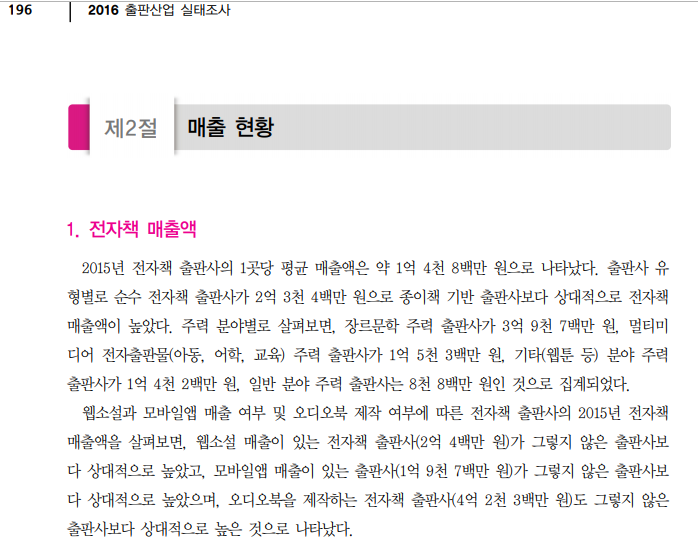 196 2016 출판산업 실태조사
제2절 매출 현황
1. 전자책 매출액
2015년 전자책 출판사의 1곳당 평균 매출액은 약 1억 4천 8백만 원으로 나타났다. 출판사 유
형별로 순수 전자책 출판사가 2억 3천 4백만 원으로 종이책 기반 출판사보다 상대적으로 전자책
매출액이 높았다. 주력 분야별로 살펴보면, 장르문학 주력 출판사가 3억 9천 7백만 원, 멀티미
디어 전자출판물(아동, 어학, 교육) 주력 출판사가 1억 5천 3백만 원, 기타(웹툰 등) 분야 주력
출판사가 1억 4천 2백만 원, 일반 분야 주력 출판사는 8천 8백만 원인 것으로 집계되었다.
웹소설과 모바일앱 매출 여부 및 오디오북 제작 여부에 따른 전자책 출판사의 2015년 전자책
매출액을 살펴보면, 웹소설 매출이 있는 전자책 출판사(2억 4백만 원)가 그렇지 않은 출판사보
다 상대적으로 높았고, 모바일앱 매출이 있는 출판사(1억 9천 7백만 원)가 그렇지 않은 출판사보
다 상대적으로 높았으며, 오디오북을 제작하는 전자책 출판사(4억 2천 3백만 원)도 그렇지 않은
출판사보다 상대적으로 높은 것으로 나타났다.